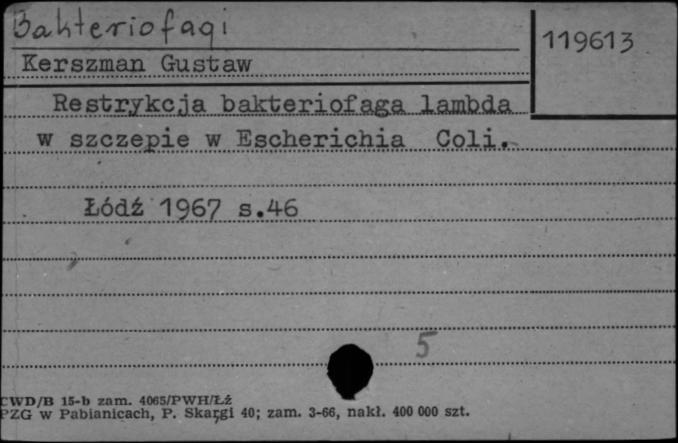 Bakteriofagi
119613
Kerszman Gustaw
Restrykcja bakteriofaga lambda
w szczepie w Escherichia Coli.
Łódź 1967 s.46
5
CWD/B 15-b zam. 4065/PWH/Łź
PZG w Pabianicach, P. Skargi 40; zam. 3-66, nakł. 400 000 szt.